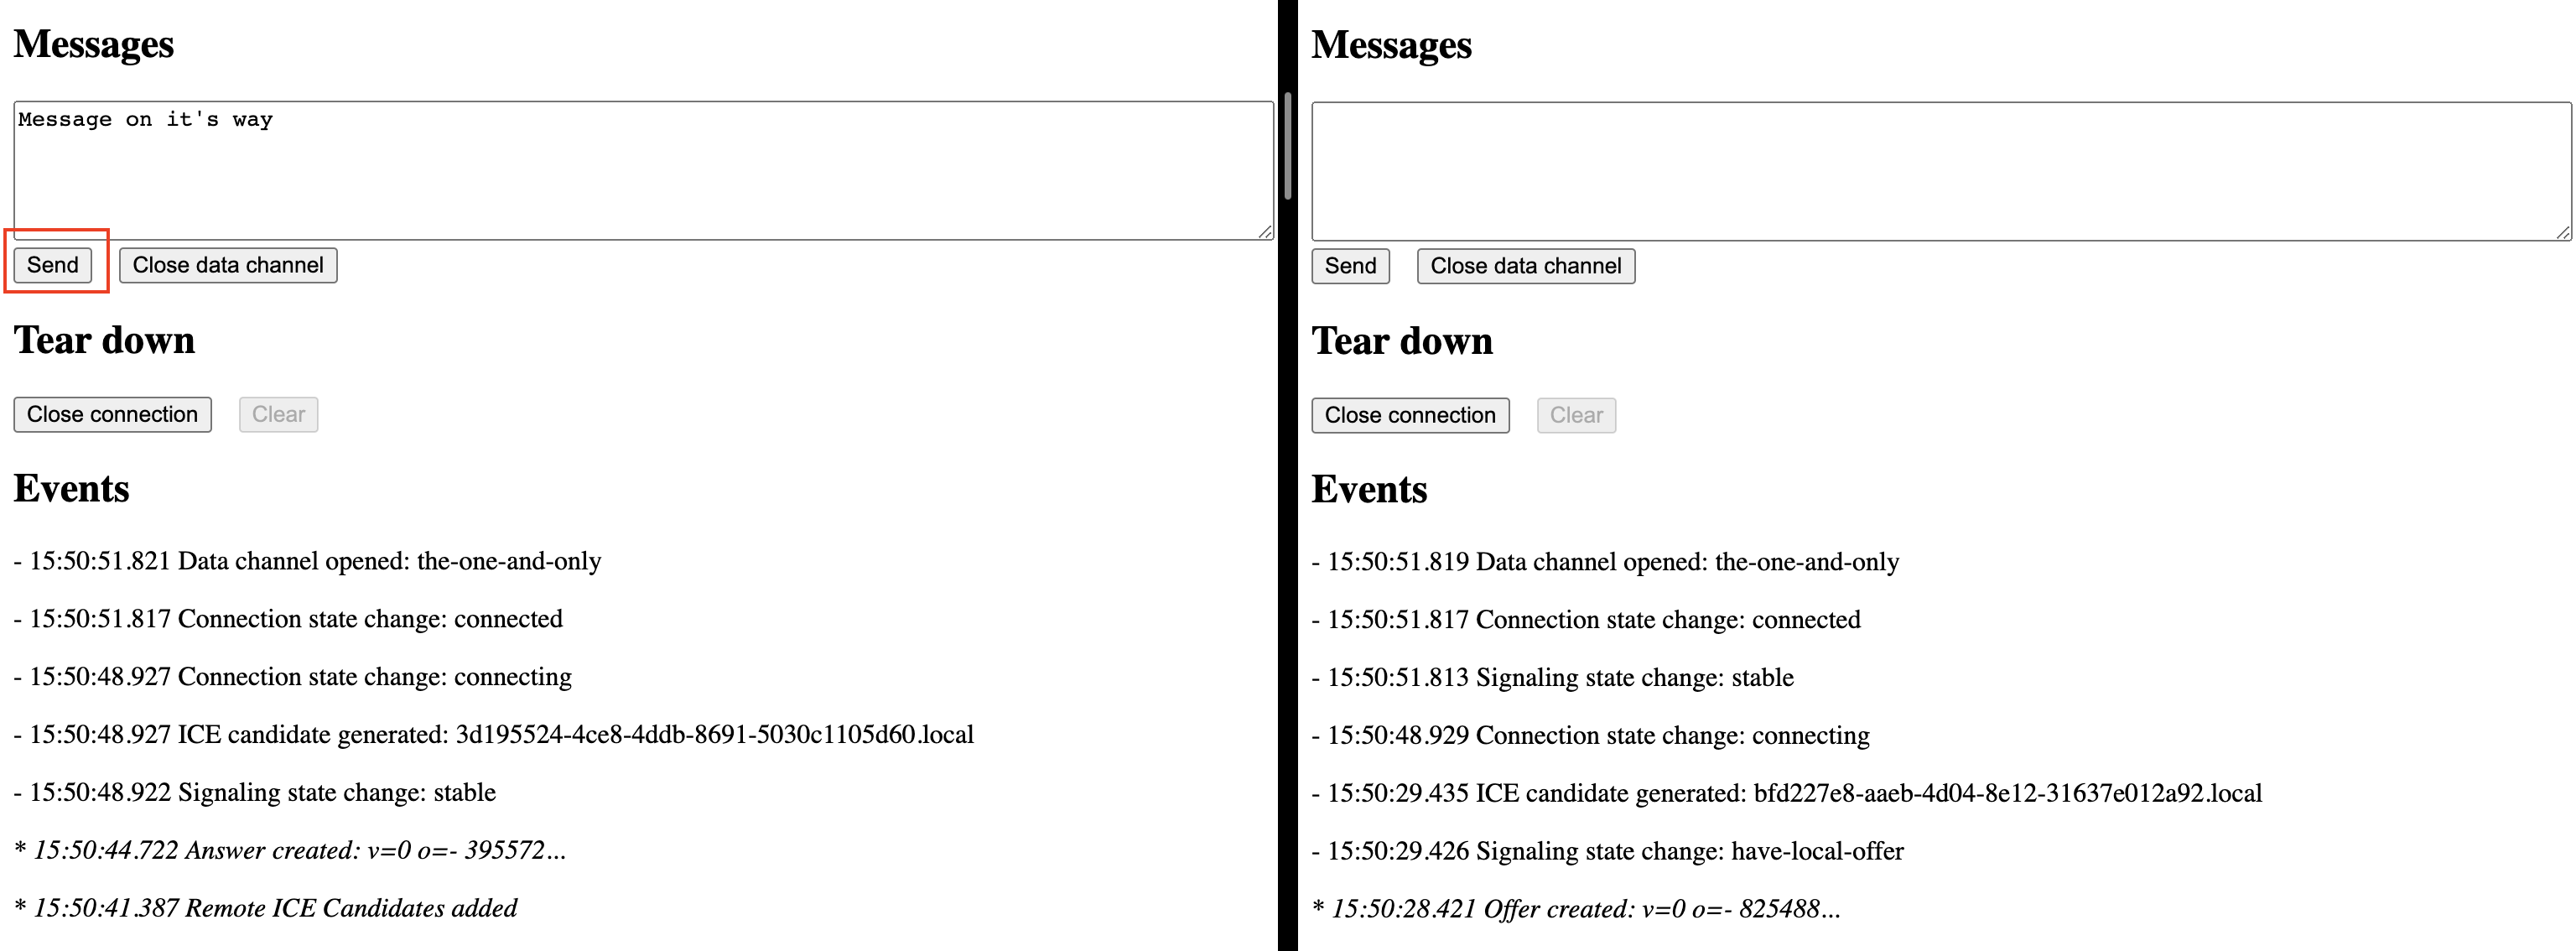 Messages
Message on it's way
Send Close data channel
Tear down
Close connection Clear
Events
- 15:50:51.821 Data channel opened: the-one-and-only
- 15:50:51.817 Connection state change: connected
- 15:50:48.927 Connection state change: connecting
- 15:50:48.927 ICE candidate generated: 3d195524-4ce8-4ddb-8691-5030c1105d60.local
- 15:50:48.922 Signaling state change: stable
* 15:50:44.722 Answer created: v=0 o=- 395572...
* 15:50:41.387 Remote ICE Candidates added
Messages
Send Close data channel
Tear down
Close connection Clear
Events
- 15:50:51.819 Data channel opened: the-one-and-only
- 15:50:51.817 Connection state change: connected
- 15:50:51.813 Signaling state change: stable
- 15:50:48.929 Connection state change: connecting
- 15:50:29.435 ICE candidate generated: bfd227e8-aaeb-4d04-8e12-31637e012a92.local
- 15:50:29.426 Signaling state change: have-local-offer
* 15:50:28.421 Offer created: v=0 o=- 825488...